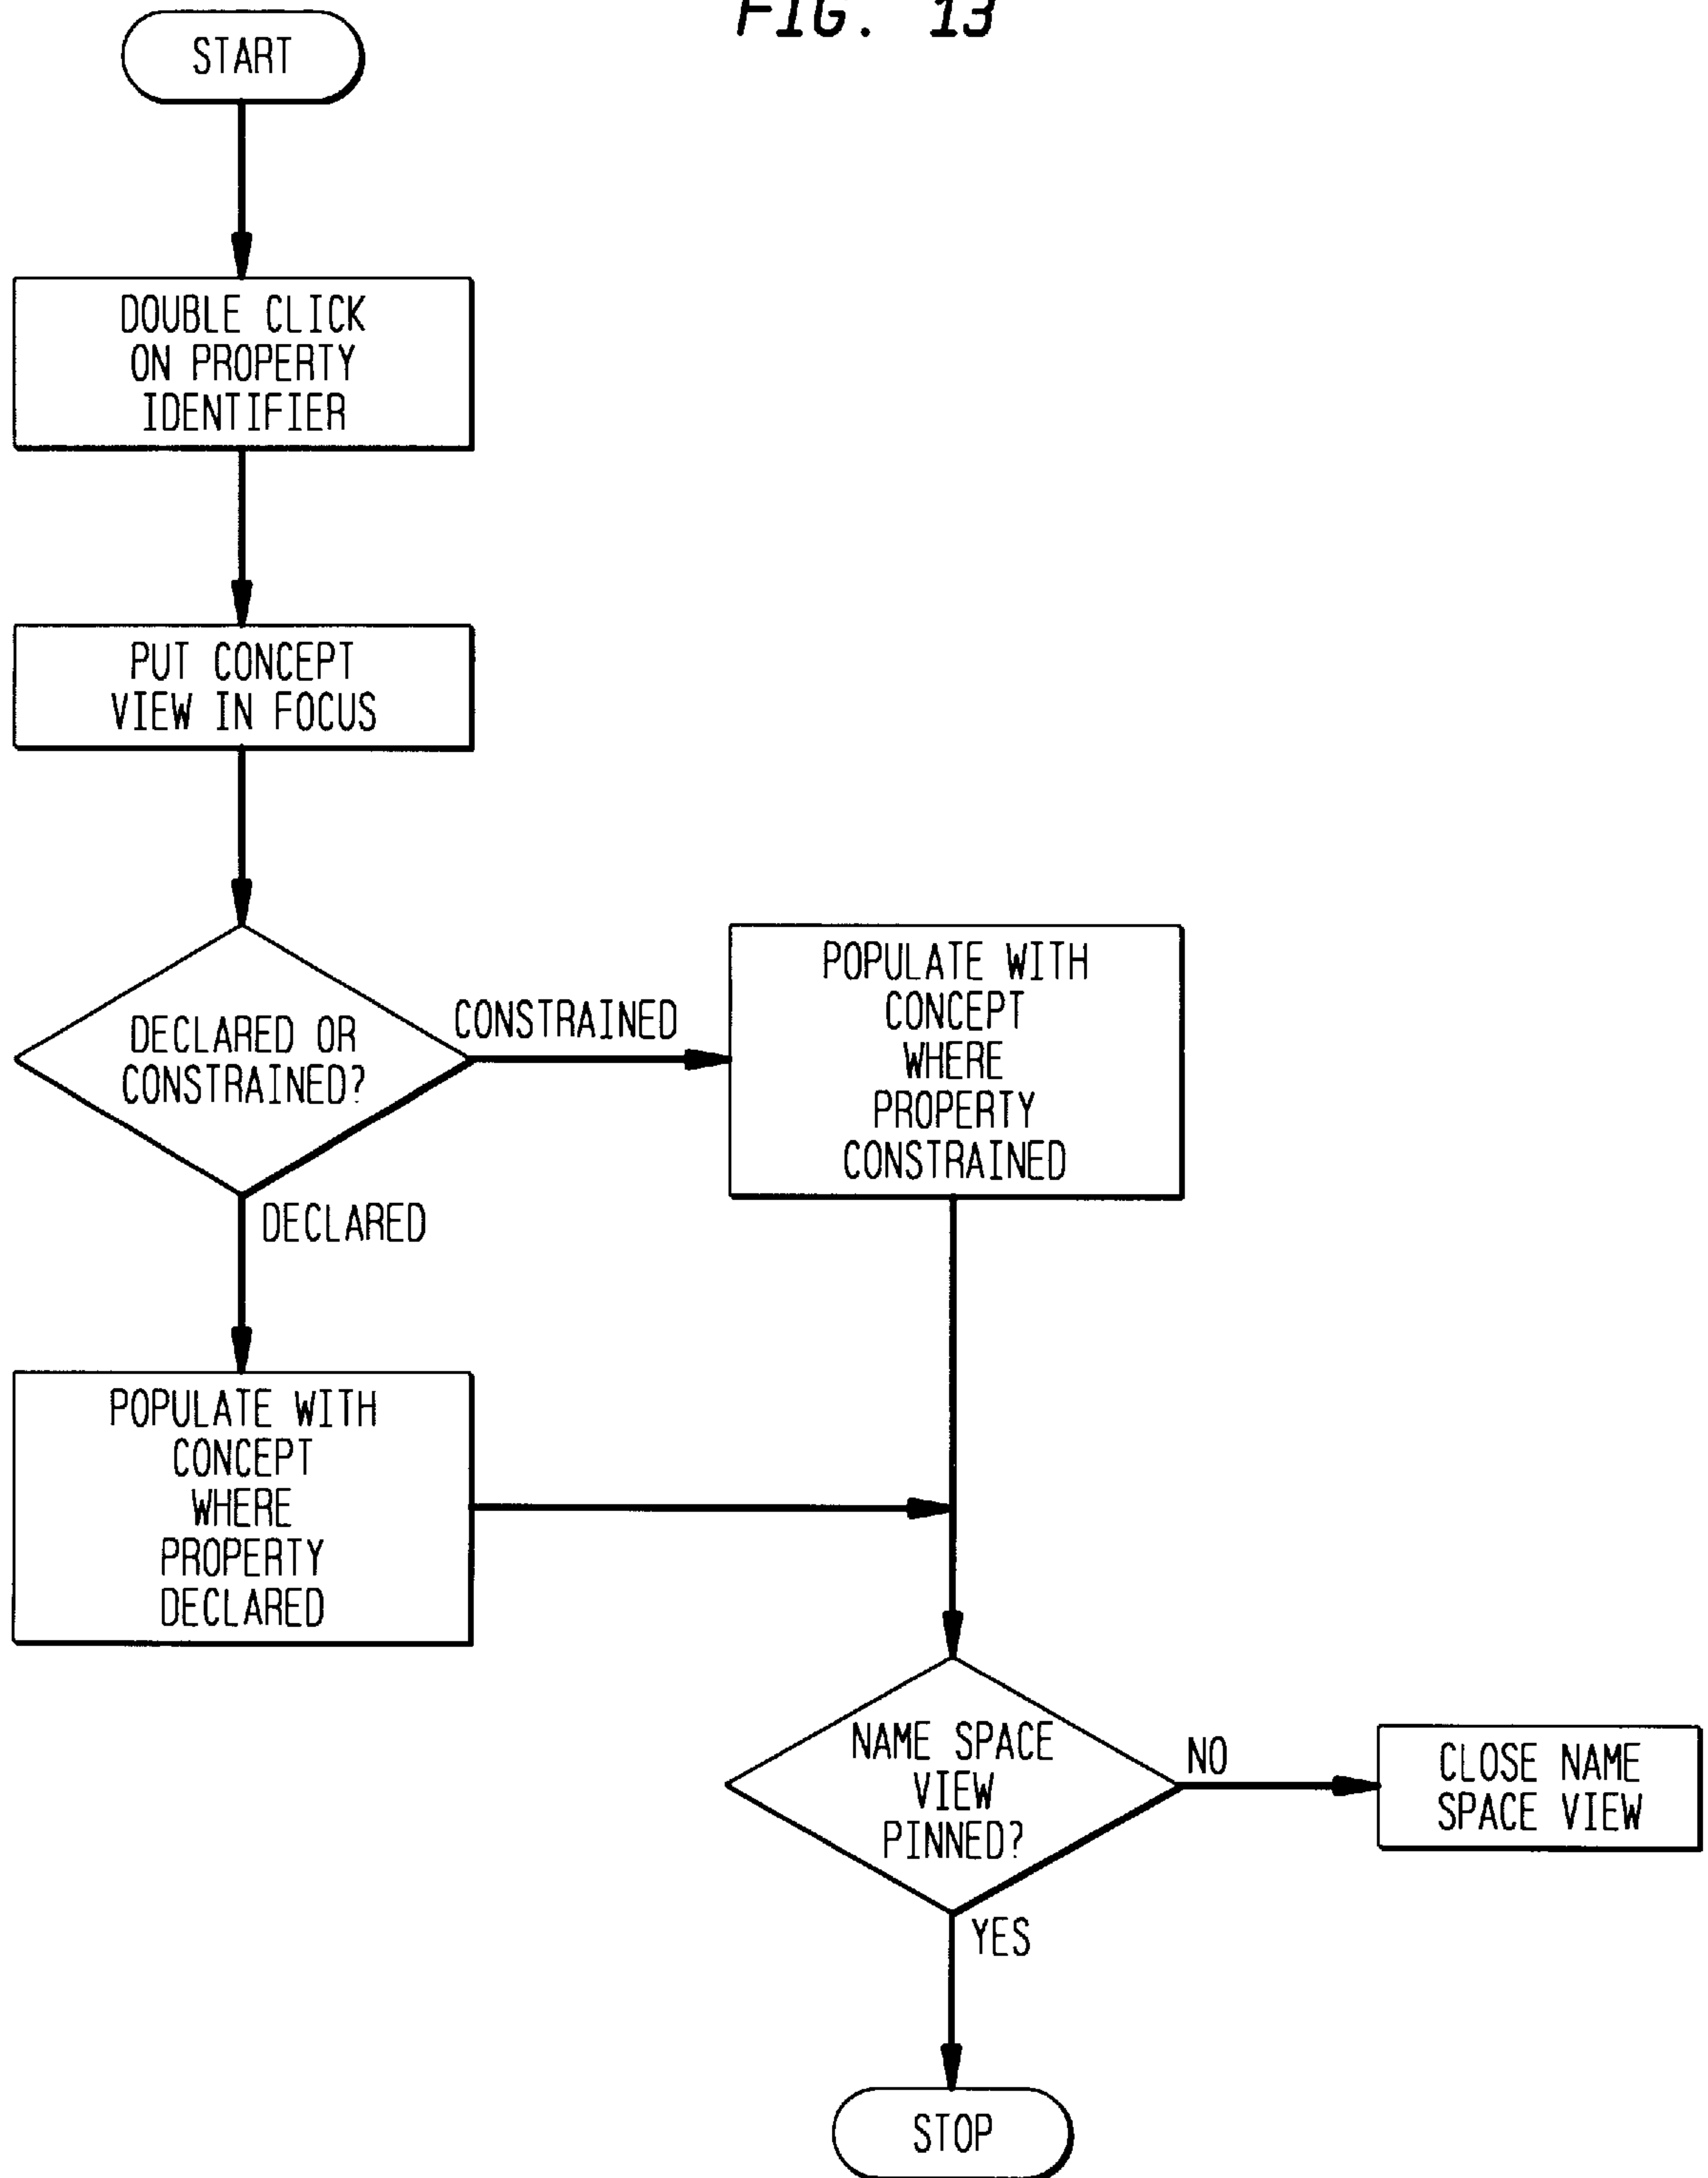 FIG. 13
START
DOUBLE CLICK
ON PROPERTY
IDENTIFIER
PUT CONCEPT
VIEW IN FOCUS
DECLARED OR
CONSTRAINED?
CONSTRAINED
POPULATE WITH
CONCEPT
WHERE
PROPERTY
CONSTRAINED
DECLARED
POPULATE WITH
CONCEPT
WHERE
PROPERTY
DECLARED
NAME SPACE
VIEW
PINNED?
NO
CLOSE NAME
SPACE VIEW
YES
STOP